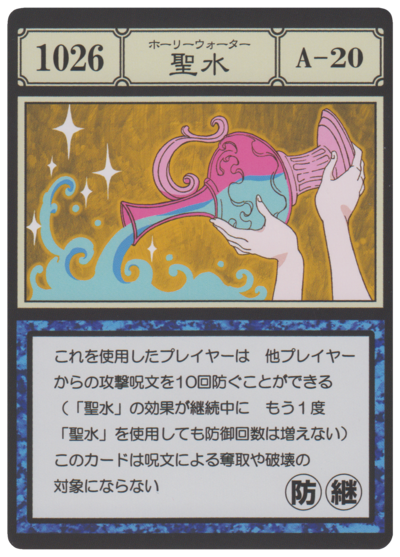 1026
ホーリーウォーター
聖水
A-20
これを使用したプレイヤーは　他プレイヤー
からの攻撃呪文を10回防ぐことができる
（「聖水」の効果が継続中に　もう１度
「聖水」を使用しても防御回数は増えない）
このカードは呪文による奪取や破壊の
対象にならない
防 継